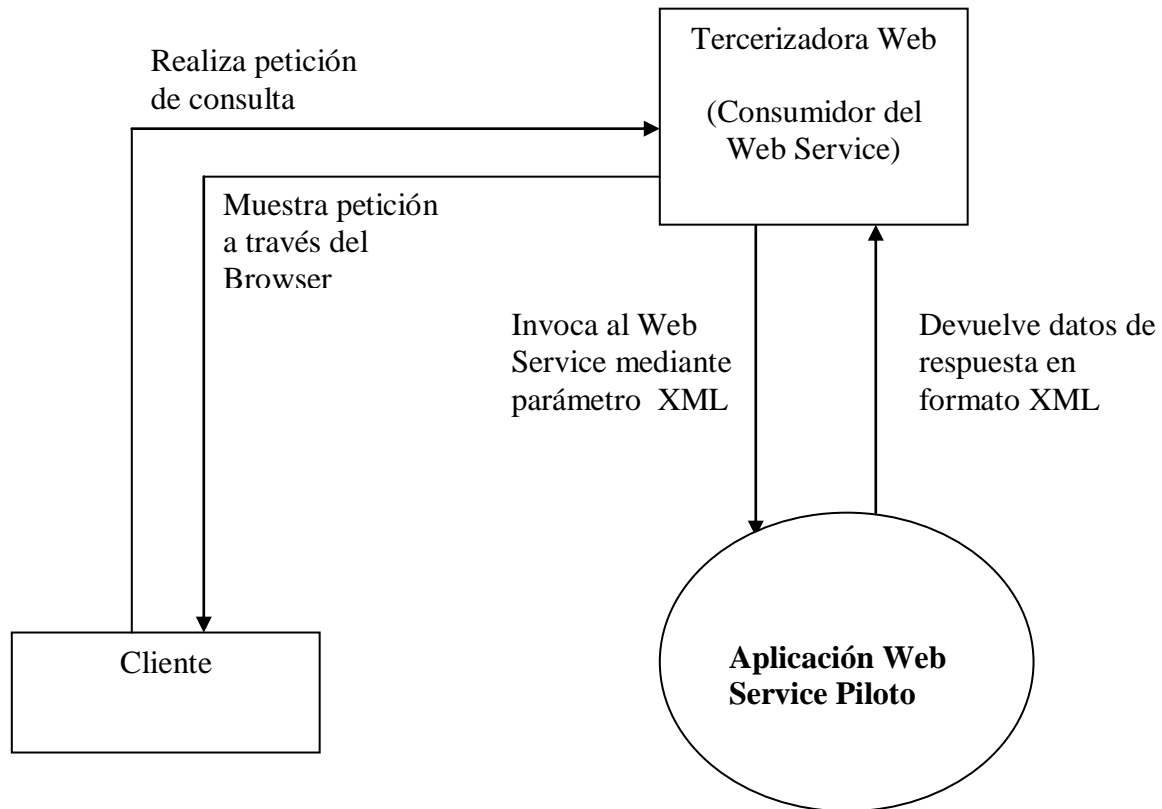 Tercerizadora Web
(Consumidor del
Web Service)
Realiza petición
de consulta
Muestra petición
a través del
Browser
Invoca al Web
Service mediante
parámetro XML
Devuelve datos de
respuesta en
formato XML
Cliente
Aplicación Web
Service Piloto